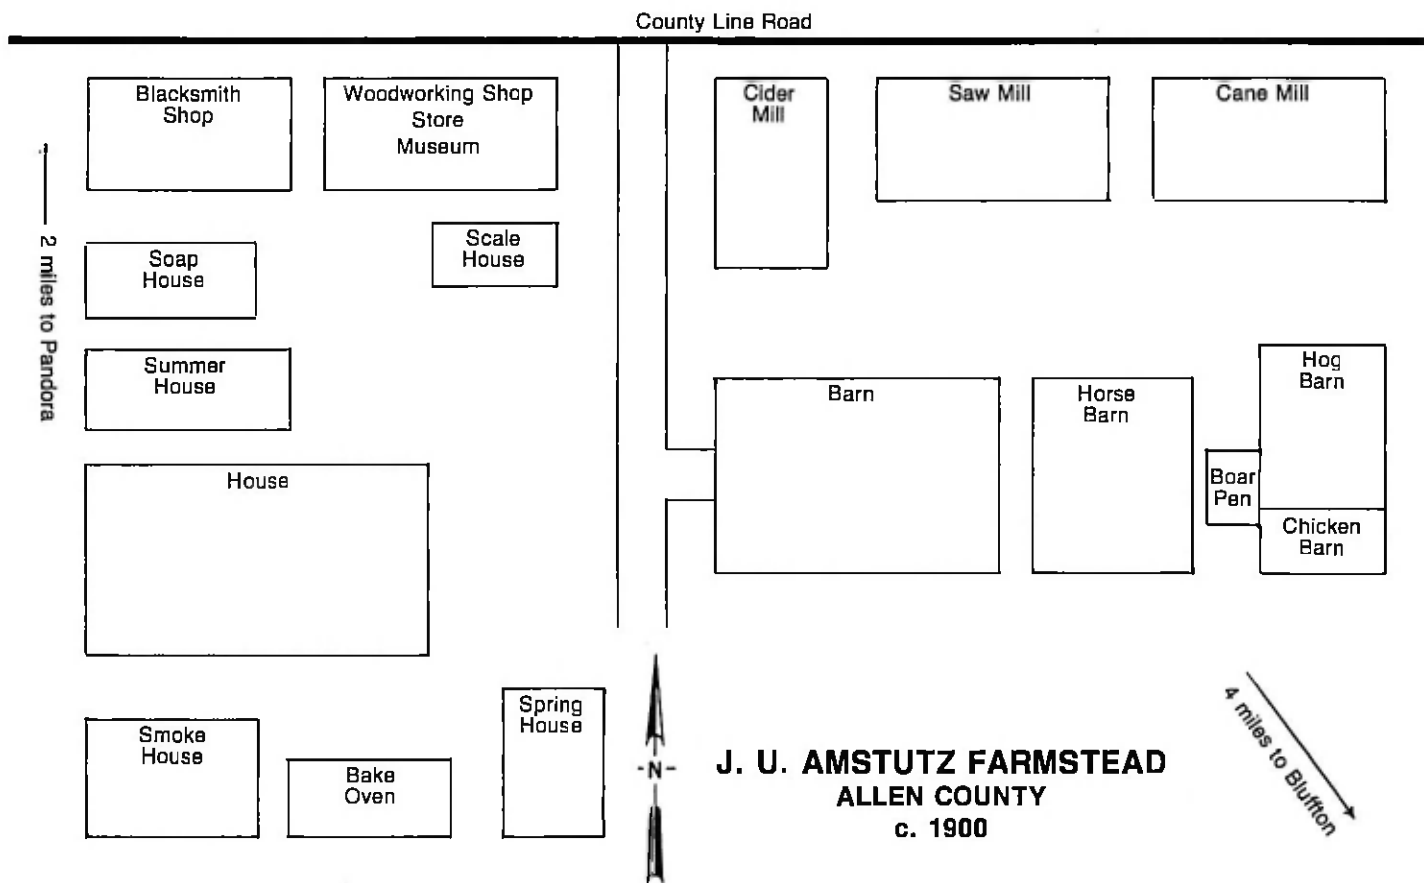 County Line Road
Blacksmith
Shop
Woodworking Shop
Store
Museum
Cider
Mill
Saw Mill
Cane Mill
2 miles to Pandora
Soap
House
Scale
House
Summer
House
House
Barn
Horse
Barn
Hog
Barn
Boar
Pen
Chicken
Barn
Smoke
House
Bake
Oven
Spring
House
-N-
J. U. AMSTUTZ FARMSTEAD
ALLEN COUNTY
c. 1900
4 miles to Bluffton